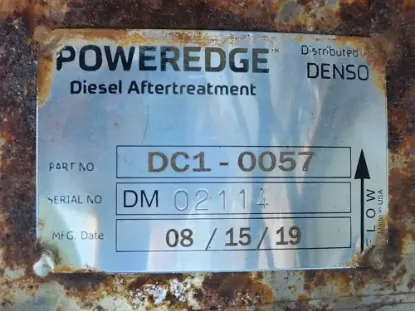 POWEREDGE™ Distributed
Diesel Aftertreatment DENSO
PART NO DC1-0057
SERIAL NO DM 02114
MFG. Date 08 / 15 / 19
FLOW
Made in USA